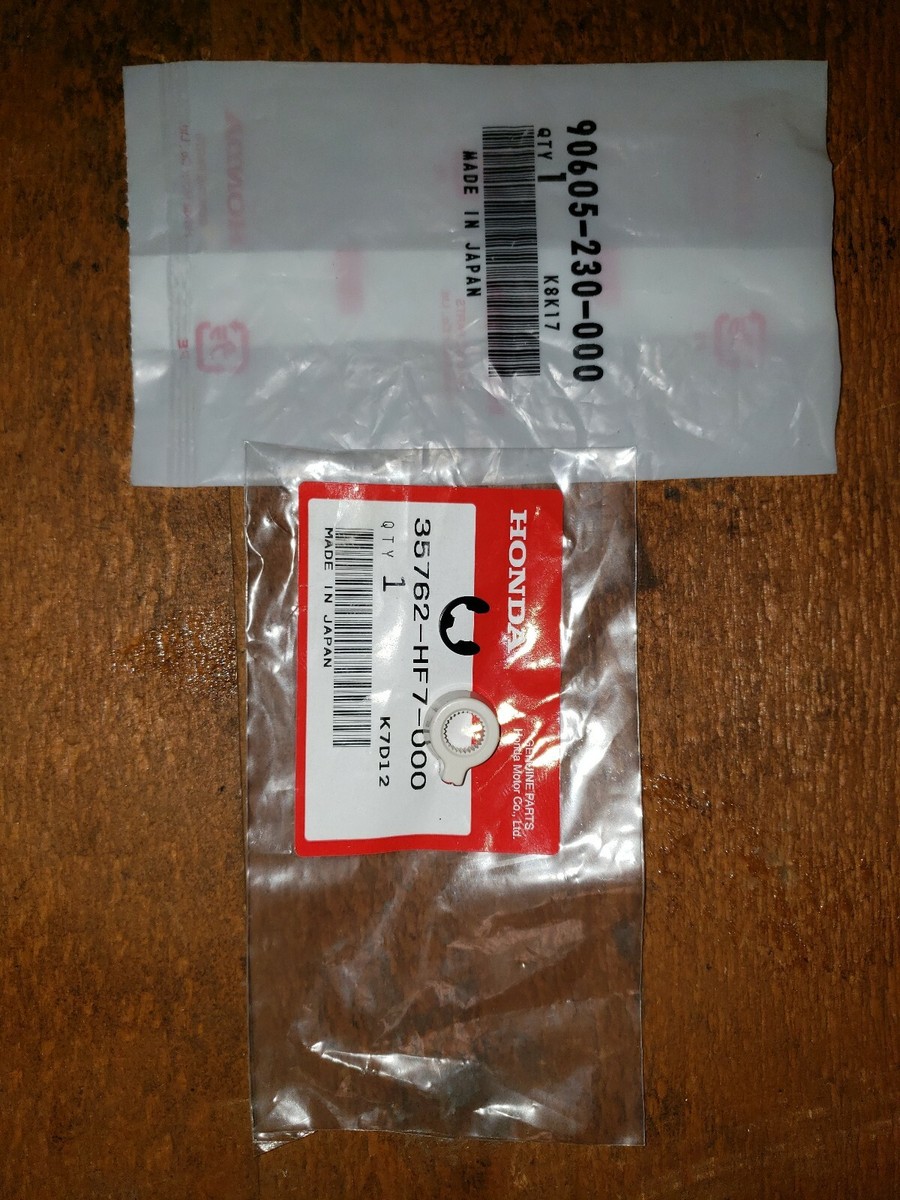 90605-230-000
QTY 1 K8K17
MADE IN JAPAN
HONDA
GENUINE PARTS
Honda Motor Co., Ltd.
35762-HF7-000
QTY 1 K7D12
MADE IN JAPAN